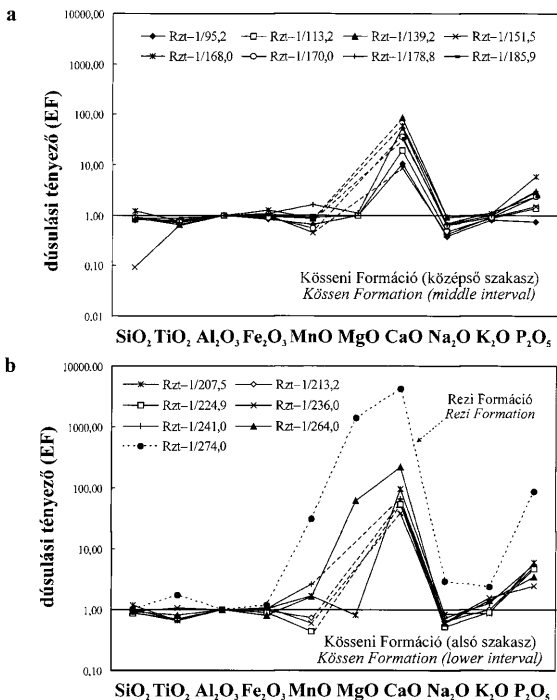 a
Rzt–1/95,2 Rzt–1/113,2 Rzt–1/139,2 Rzt–1/151,5
Rzt–1/168,0 Rzt–1/170,0 Rzt–1/178,8 Rzt–1/185,9
dúsulási tényező (EF)
10000,00
1000,00
100,00
10,00
1.00
0,10
0.01
Kösseni Formáció (középső szakasz)
Kössen Formation (middle interval)
SiO₂ TiO₂ Al₂O₃ Fe₂O₃ MnO MgO CaO Na₂O K₂O P₂O₅
b
Rzt–1/207,5 Rzt–1/213,2
Rzt–1/224,9 Rzt–1/236,0
Rzt–1/241,0 Rzt–1/264,0
Rzt–1/274,0
Rezi Formáció
Rezi Formation
dúsulási tényező (EF)
10000,00
1000,00
100,00
10,00
1,00
0,10
Kösseni Formáció (alsó szakasz)
Kössen Formation (lower interval)
SiO₂ TiO₂ Al₂O₃ Fe₂O₃ MnO MgO CaO Na₂O K₂O P₂O₅